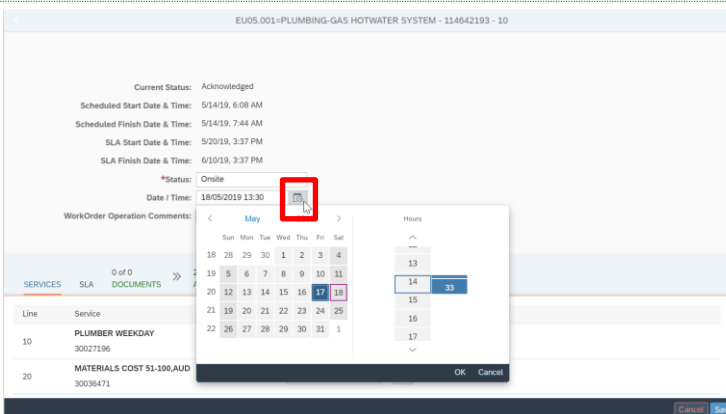 EU05.001=PLUMBING-GAS HOTWATER SYSTEM - 114642193 - 10
Current Status: Acknowledged
Scheduled Start Date & Time: 5/14/19, 6:08 AM
Scheduled Finish Date & Time: 5/14/19, 7:44 AM
SLA Start Date & Time: 5/20/19, 3:37 PM
SLA Finish Date & Time: 6/10/19, 3:37 PM
*Status: Onsite
Date / Time: 18/05/2019 13:30
WorkOrder Operation Comments:
May
Hours
Sun Mon Tue Wed Thu Fri Sat
18 28 29 30 1 2 3 4
19 5 6 7 8 9 10 11
20 12 13 14 15 16 17 18
21 19 20 21 22 23 24 25
22 26 27 28 29 30 31 1
13
14 33
15
16
17
OK Cancel
0 of 0
SERVICES SLA DOCUMENTS
Line Service
10 PLUMBER WEEKDAY
30027196
20 MATERIALS COST 51-100,AUD
30036471
Cancel